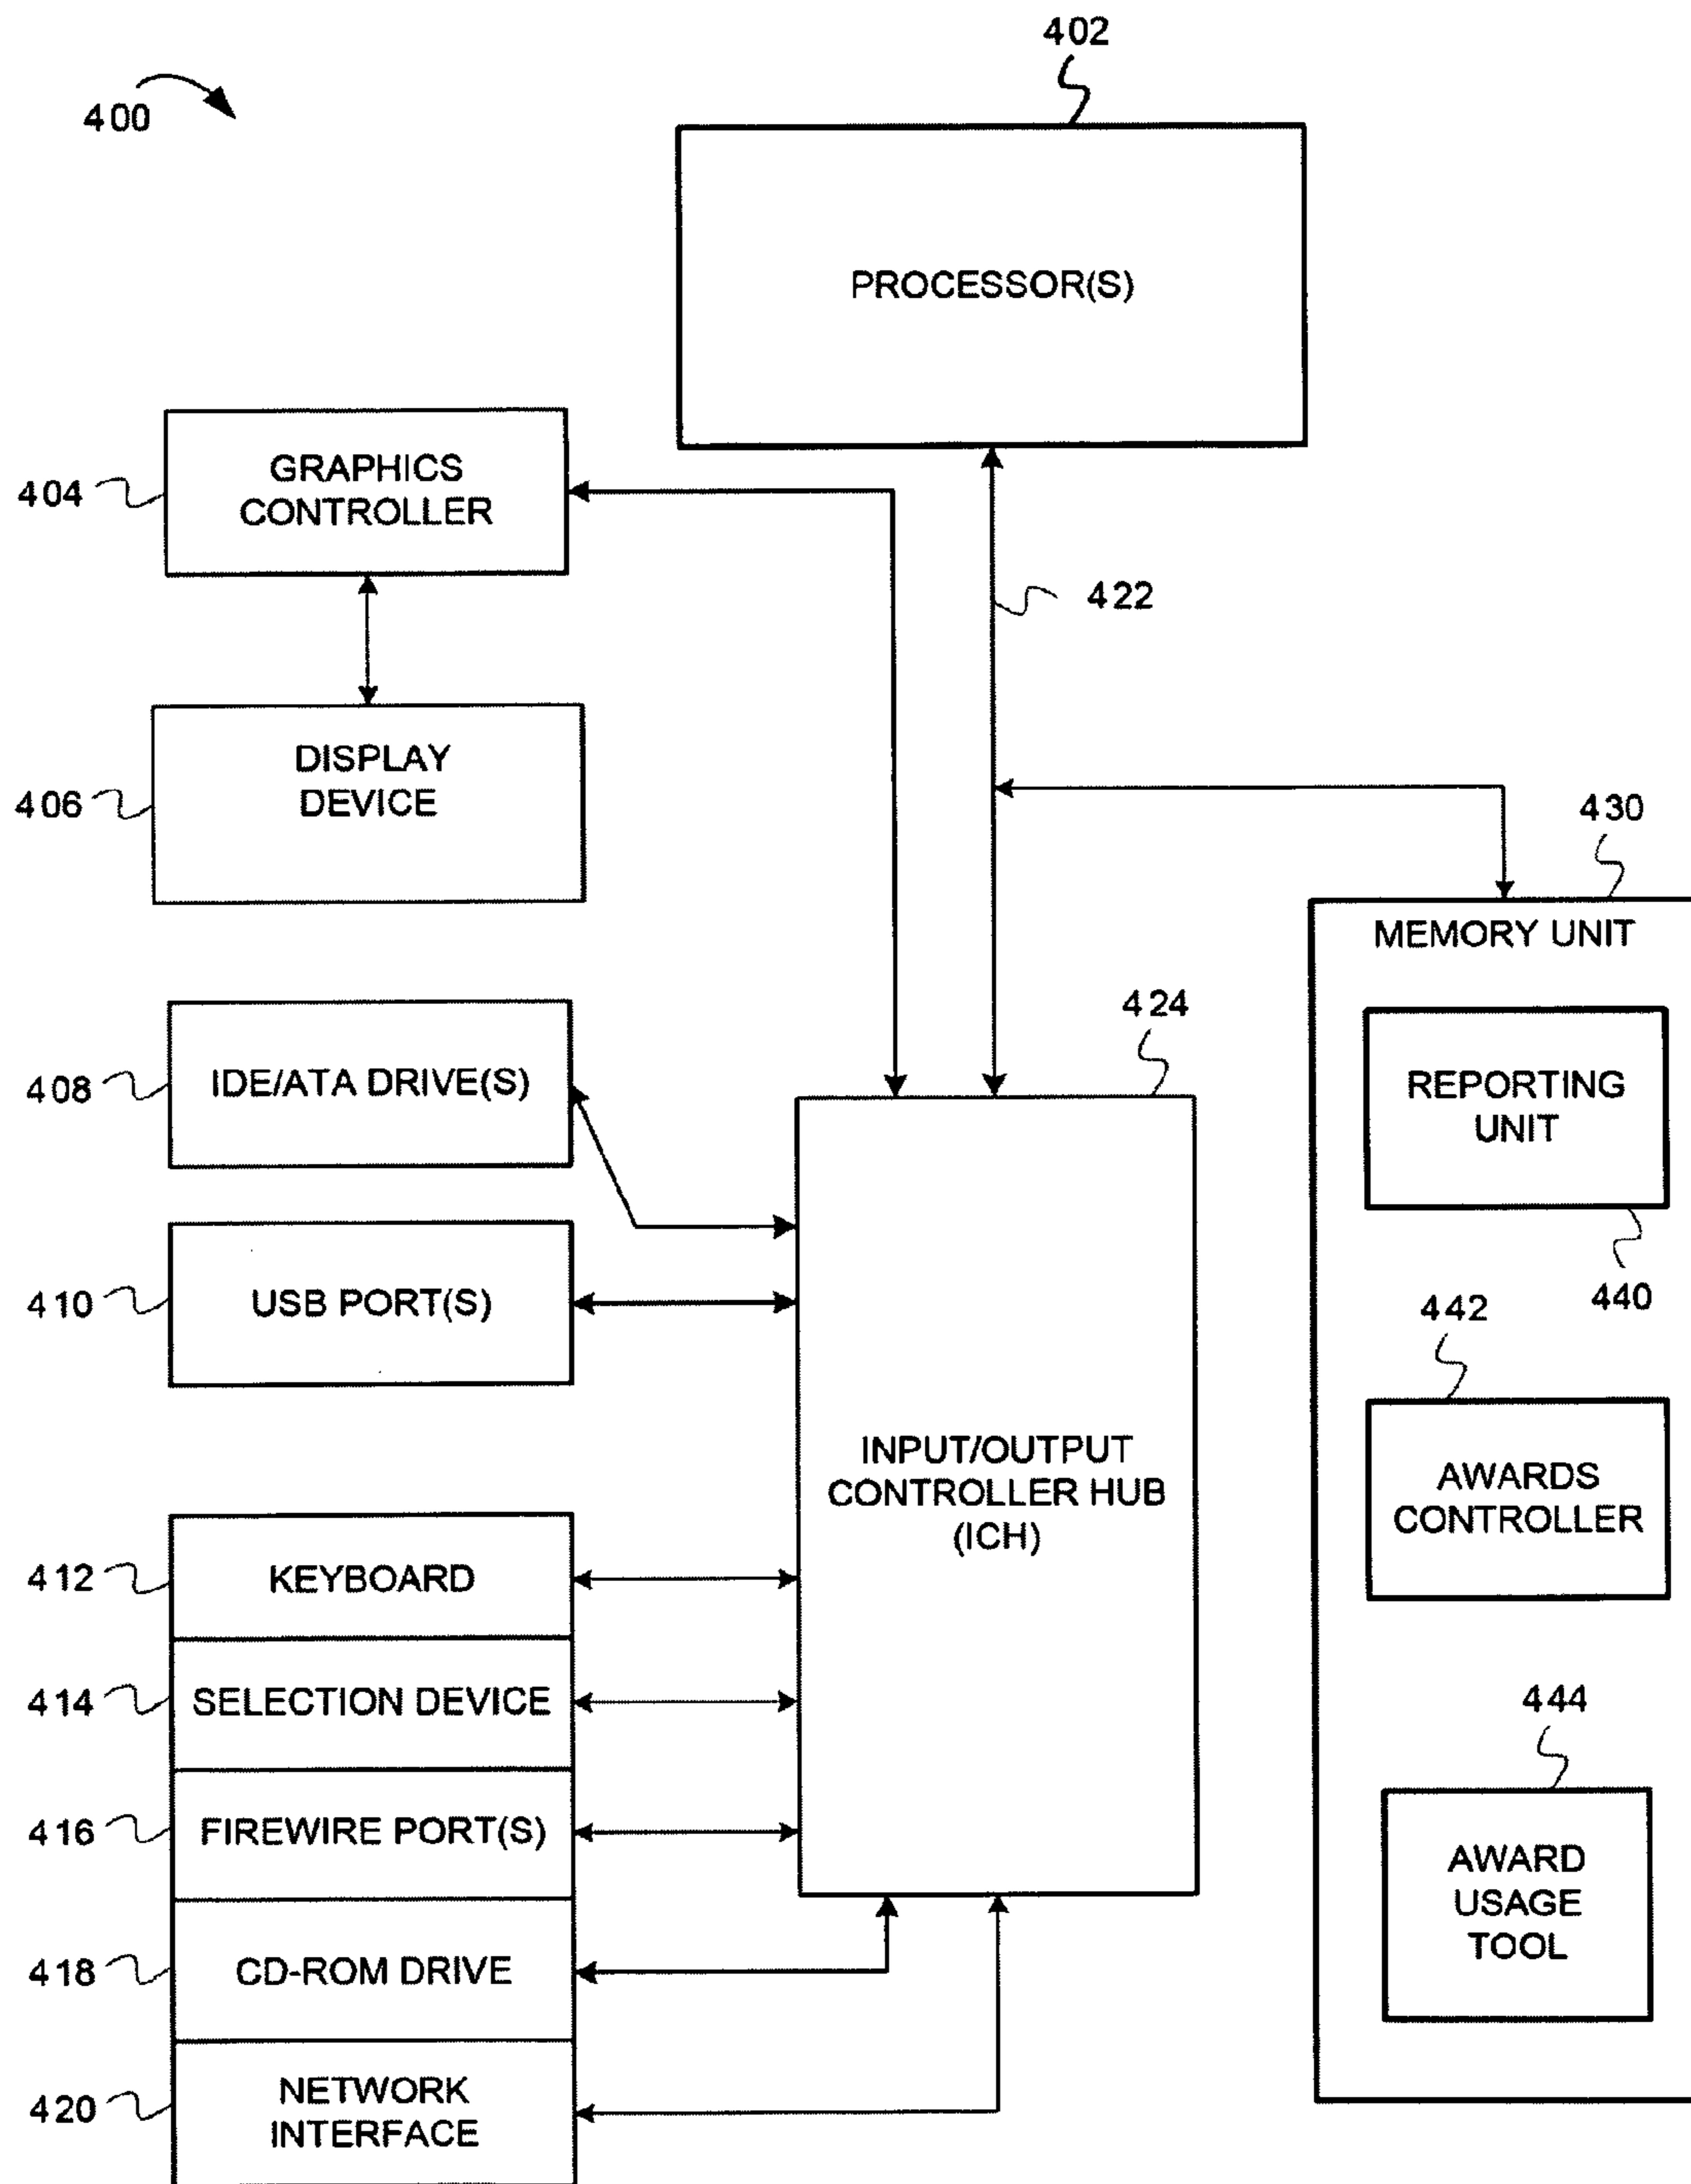 402
400
PROCESSOR(S)
GRAPHICS
CONTROLLER
404
422
DISPLAY
DEVICE
406
430
MEMORY UNIT
424
408
IDE/ATA DRIVE(S)
REPORTING
UNIT
440
410
USB PORT(S)
442
INPUT/OUTPUT
CONTROLLER HUB
(ICH)
AWARDS
CONTROLLER
412
KEYBOARD
414
SELECTION DEVICE
444
416
FIREWIRE PORT(S)
AWARD
USAGE
TOOL
418
CD-ROM DRIVE
420
NETWORK
INTERFACE